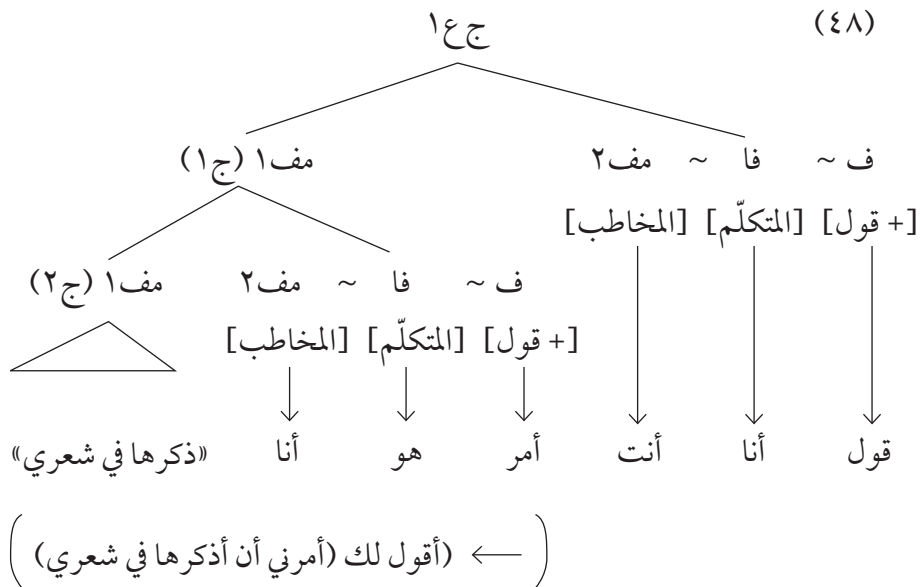 (٤٨)
ج ع ١
ف ~ فا ~ مف٢ مف١ (ج١)
[+ قول] [المتكلّم] [المخاطب]
ف ~ فا ~ مف٢ مف١ (ج٢)
[+ قول] [المتكلّم] [المخاطب]
قول أنا أنت أمر هو أنا «ذكرها في شعري»
(← (أقول لك (أمرني أن أذكرها في شعري)